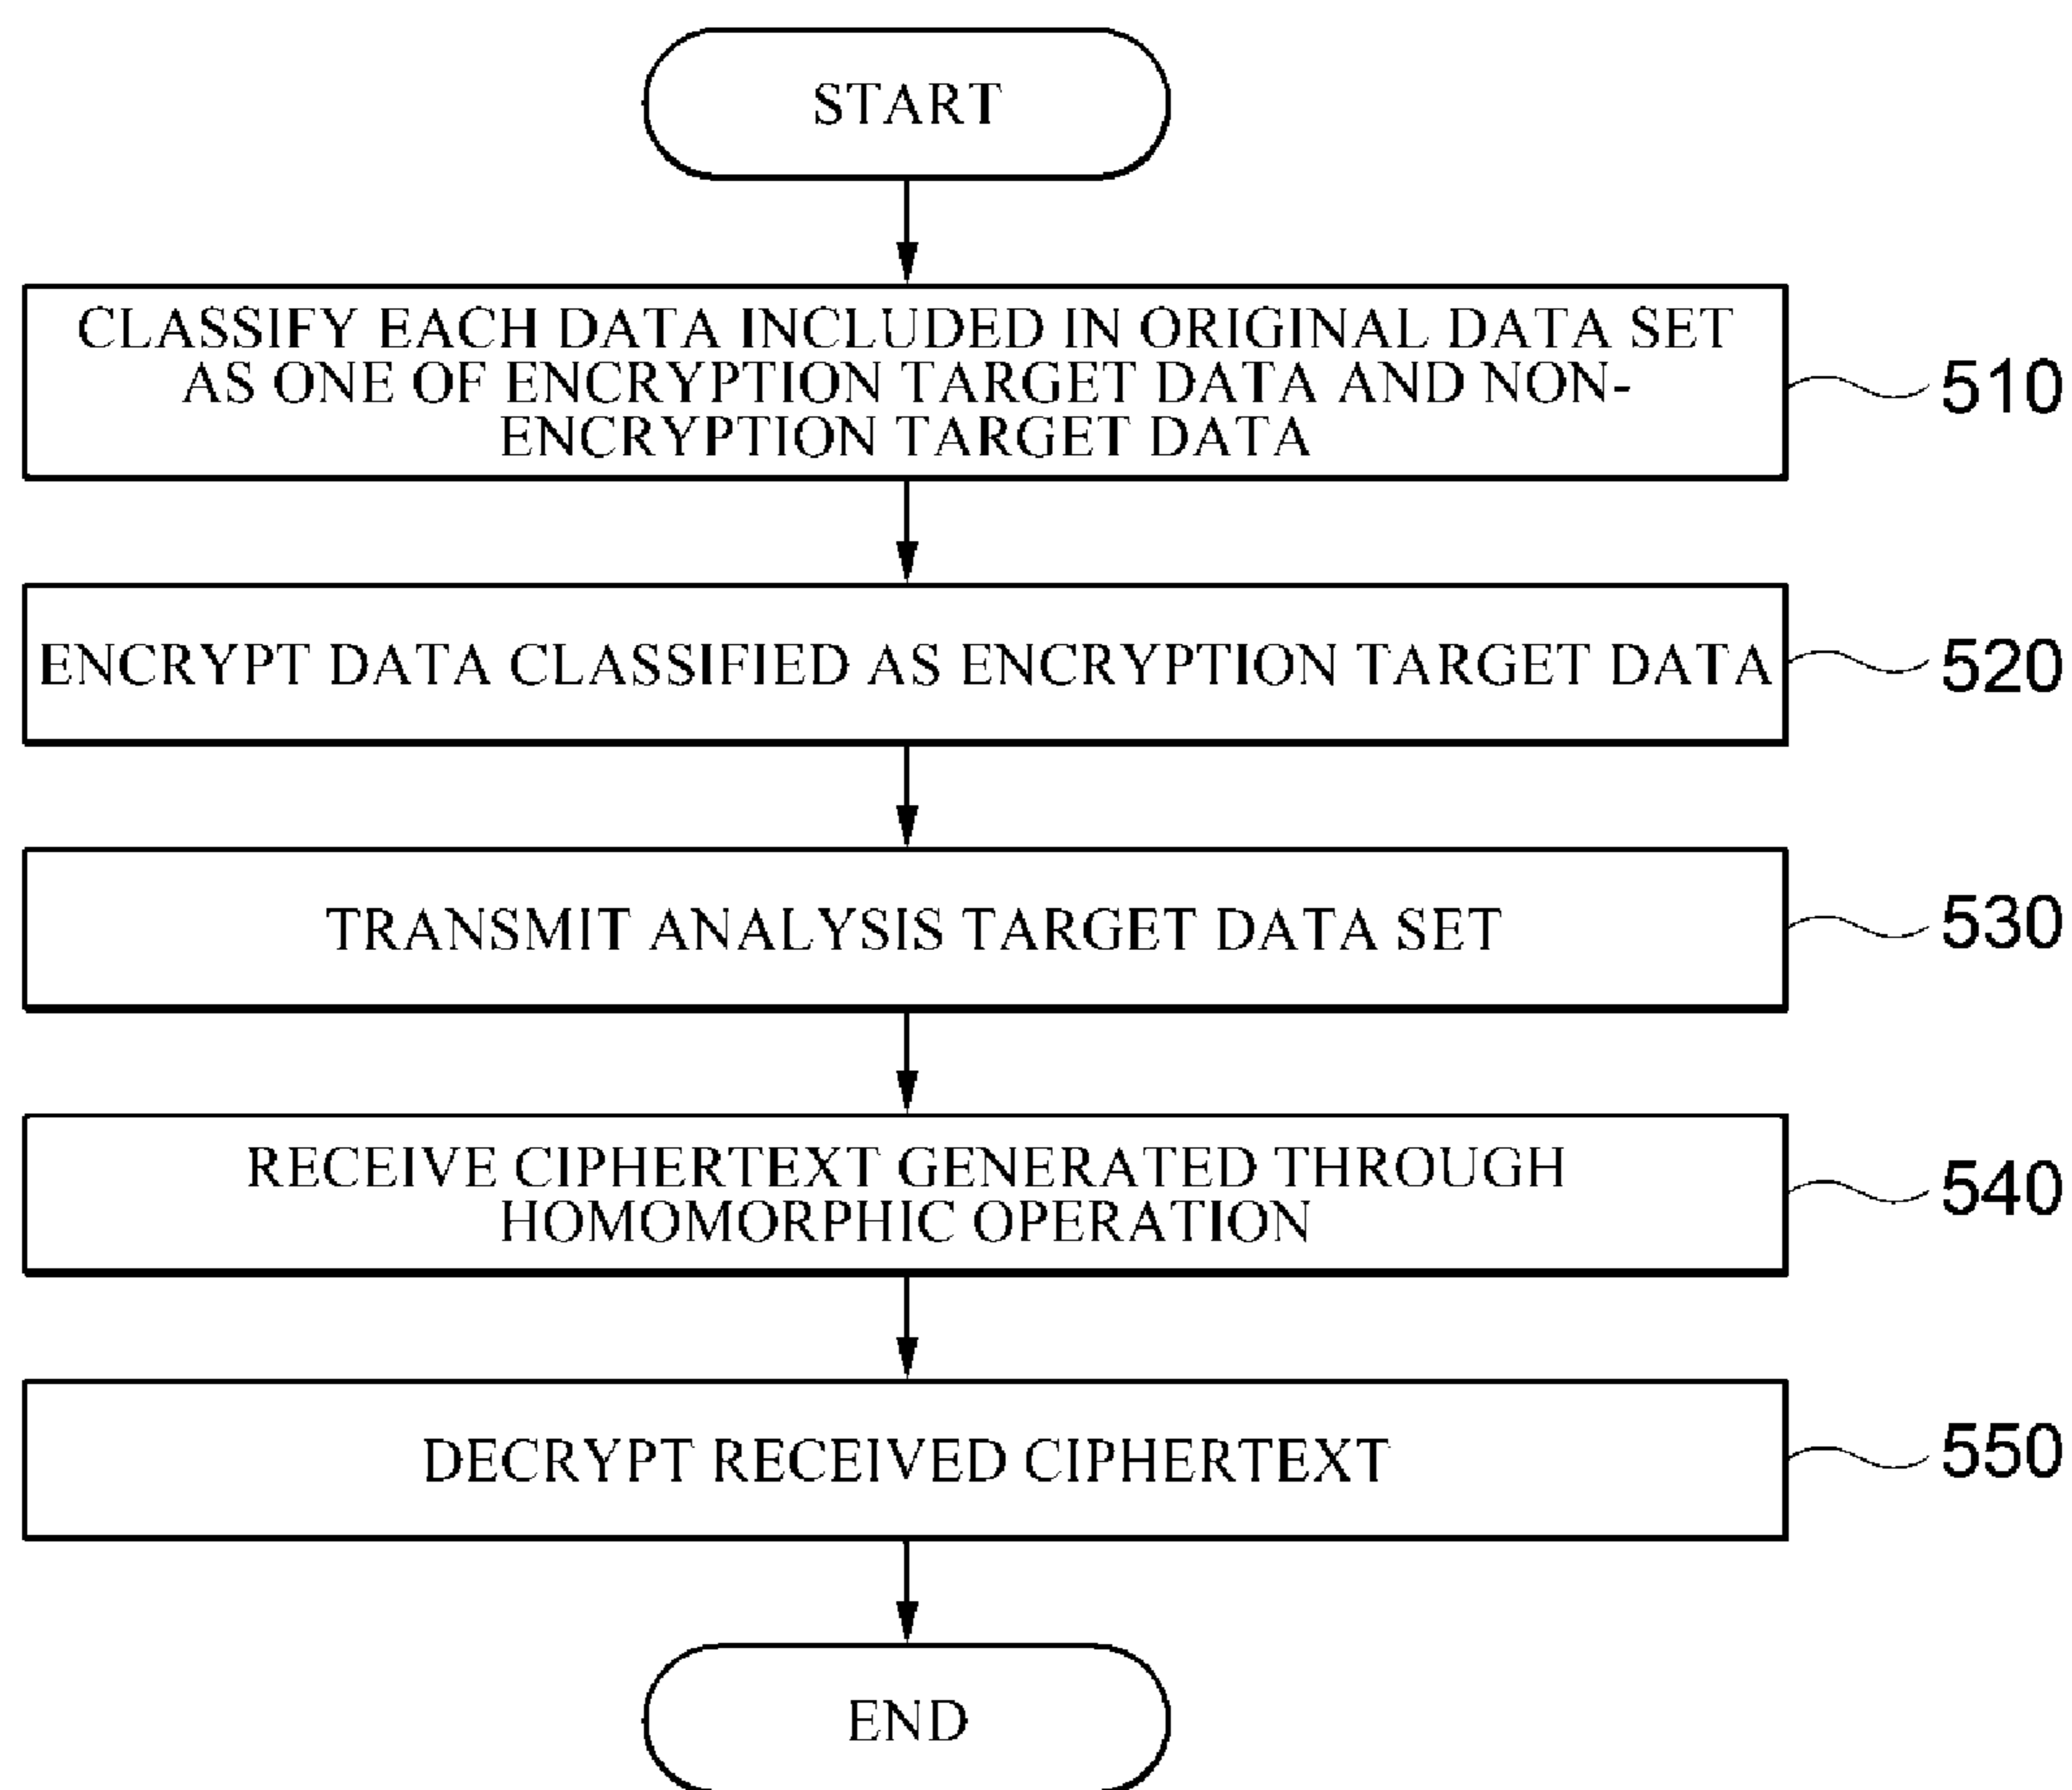 START
CLASSIFY EACH DATA INCLUDED IN ORIGINAL DATA SET
AS ONE OF ENCRYPTION TARGET DATA AND NON-
ENCRYPTION TARGET DATA
510
ENCRYPT DATA CLASSIFIED AS ENCRYPTION TARGET DATA
520
TRANSMIT ANALYSIS TARGET DATA SET
530
RECEIVE CIPHERTEXT GENERATED THROUGH
HOMOMORPHIC OPERATION
540
DECRYPT RECEIVED CIPHERTEXT
550
END